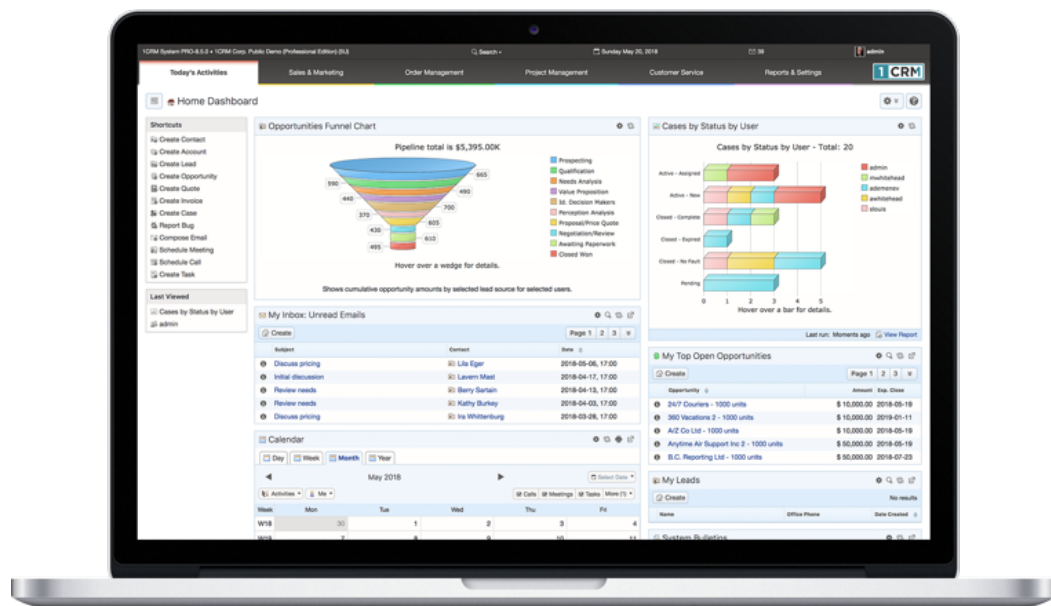 1CRM System PRO-8.5.0 • 1CRM Corp. Public Demo (Professional Edition) (SU)
Search
Sunday May 20, 2018
39
admin
Today's Activities
Sales & Marketing
Order Management
Project Management
Customer Service
Reports & Settings
1 CRM
Home Dashboard
Shortcuts
Create Contact
Create Account
Create Lead
Create Opportunity
Create Quote
Create Invoice
Create Case
Report Bug
Compose Email
Schedule Meeting
Schedule Call
Create Task
Last Viewed
Cases by Status by User
admin
Opportunities Funnel Chart
Pipeline total is $5,395.00K
590
665
440
490
370
700
430
605
495
610
Prospecting
Qualification
Needs Analysis
Value Proposition
Id. Decision Makers
Perception Analysis
Proposal/Price Quote
Negotiation/Review
Awaiting Paperwork
Closed Won
Hover over a wedge for details.
Shows cumulative opportunity amounts by selected lead source for selected users.
My Inbox: Unread Emails
Create
Page 1 2 3
Subject Contact Date
Discuss pricing Lila Eger 2018-05-06, 17:00
Initial discussion Lavern Mast 2018-04-17, 17:00
Review needs Berry Sartain 2018-04-13, 17:00
Review needs Kathy Burkey 2018-04-03, 17:00
Discuss pricing Ira Whittenburg 2018-03-28, 17:00
Calendar
Day Week Month Year
May 2018
Select Date
Activities Me
Calls Meetings Tasks More (1)
Week Mon Tue Wed Thu Fri
W18 30 1 2 3 4
W19 7 8 9 10 11
Cases by Status by User
Cases by Status by User - Total: 20
Active - Assigned
Active - New
Closed - Complete
Closed - Expired
Closed - No Fault
Pending
0 1 2 3 4 5
admin
mwhitehead
ademenev
awhitehead
slouis
Hover over a bar for details.
Last run: Moments ago View Report
My Top Open Opportunities
Create
Page 1 2 3
Opportunity Amount Exp. Close
24/7 Couriers - 1000 units $ 10,000.00 2018-05-19
360 Vacations 2 - 1000 units $ 10,000.00 2019-01-11
A/Z Co Ltd - 1000 units $ 10,000.00 2018-05-19
Anytime Air Support Inc 2 - 1000 units $ 50,000.00 2018-05-19
B.C. Reporting Ltd - 1000 units $ 50,000.00 2018-07-23
My Leads
Create
No results
Name Office Phone Date Created
System Bulletins